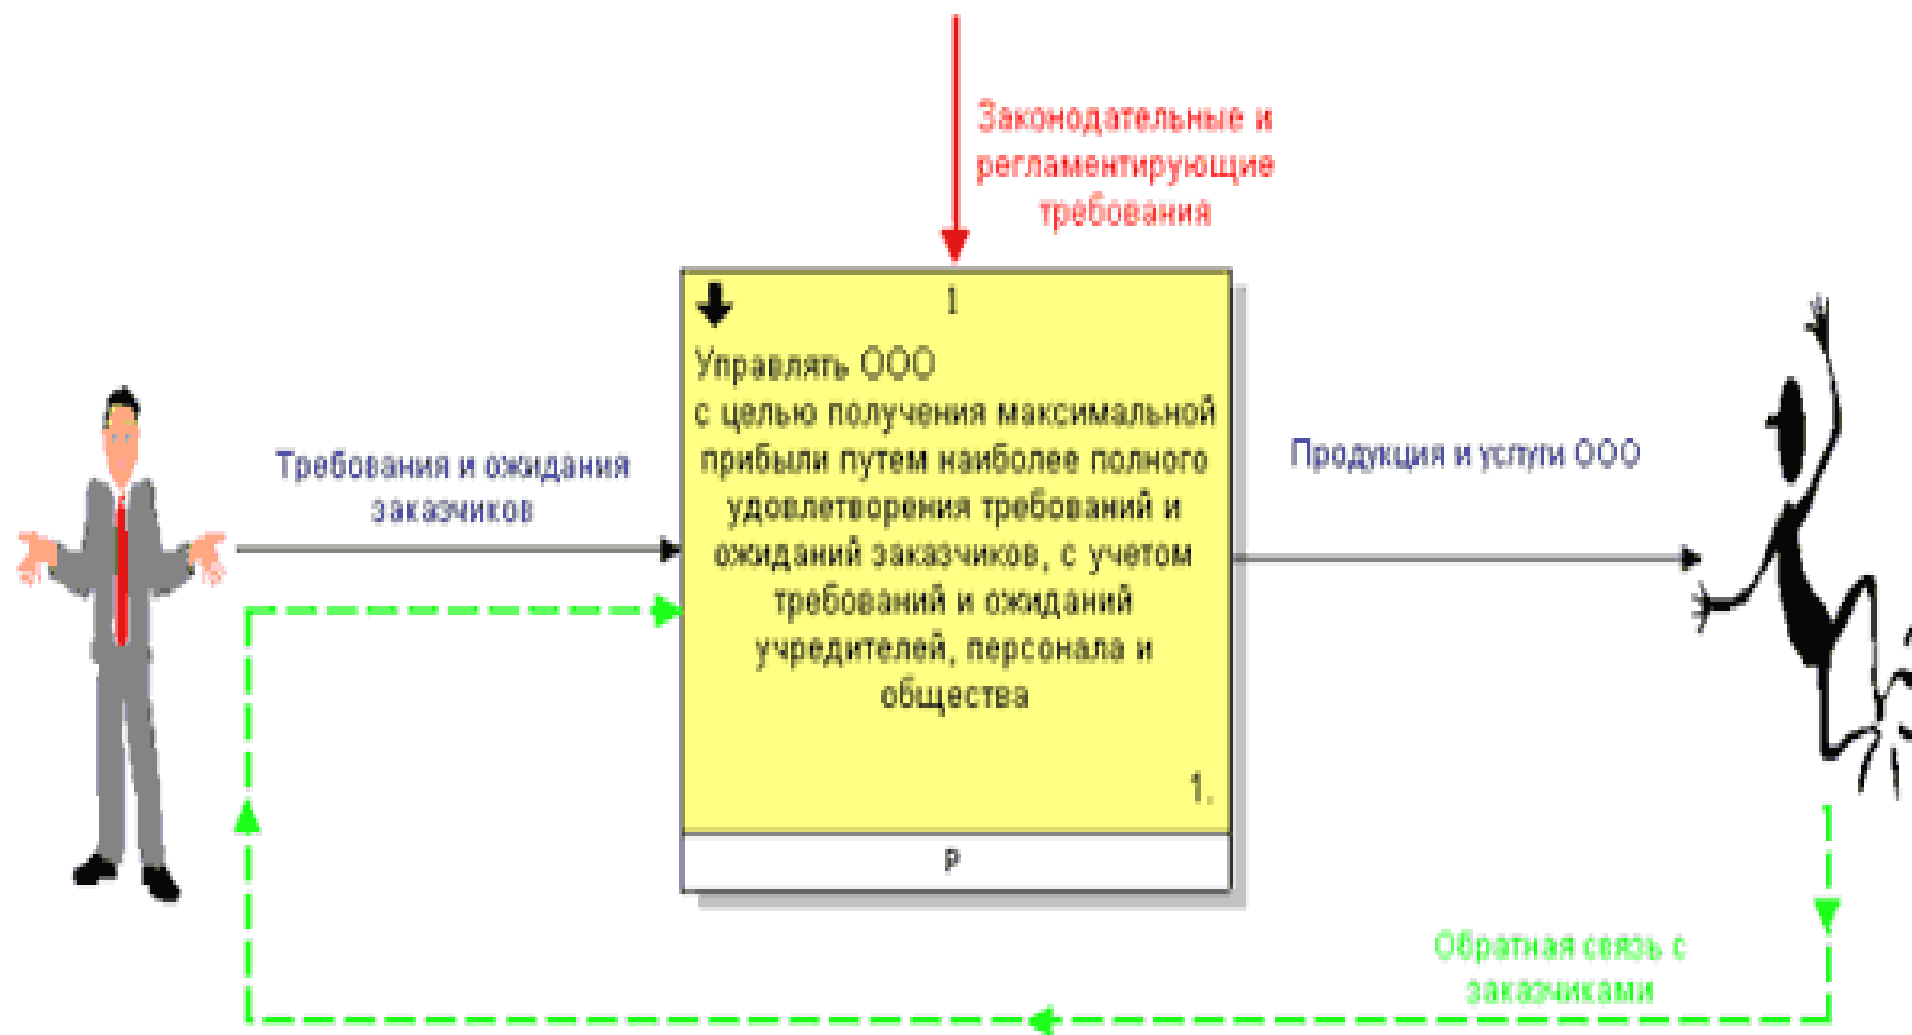 Законодательные и
регламентирующие
требования
1
Управлять ООО
с целью получения максимальной
прибыли путем наиболее полного
удовлетворения требований и
ожиданий заказчиков, с учетом
требований и ожиданий
учредителей, персонала и
общества
1.
P
Требования и ожидания
заказчиков
Продукция и услуги ООО
Обратная связь с
заказчиками